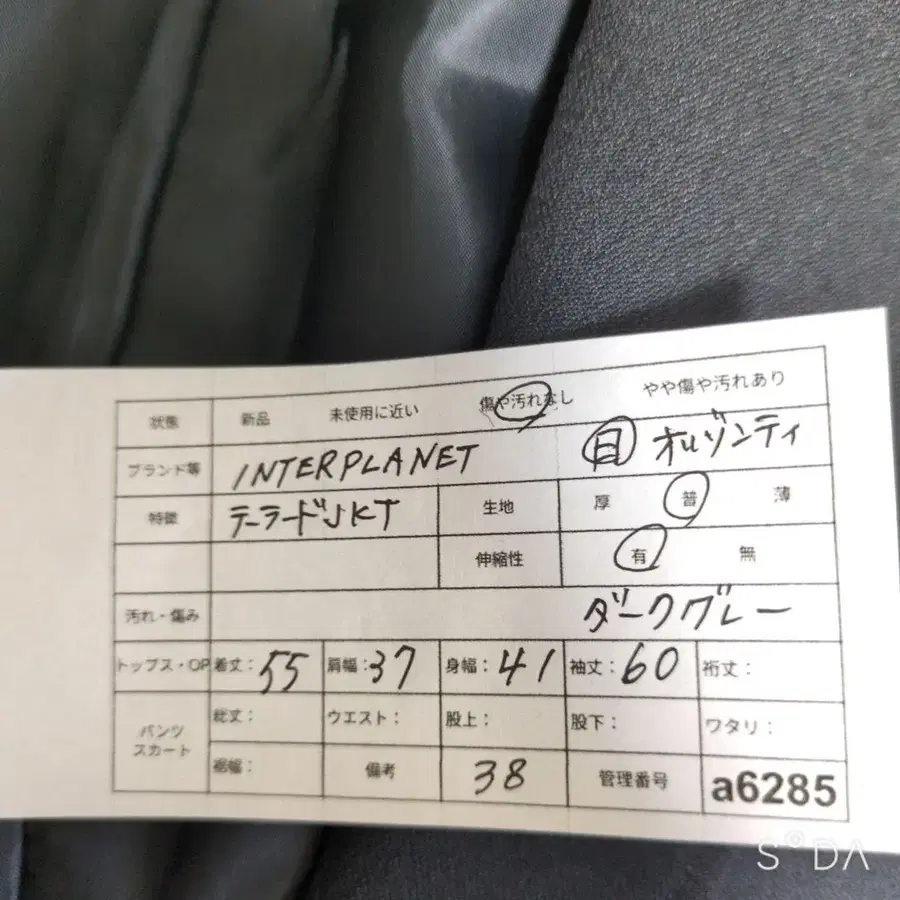 状態 新品 未使用に近い 傷や汚れなし やや傷や汚れあり
ブランド等 INTERPLANET 日 オルゾンティ
特徴 テーラードJKT 生地 厚 普 薄
伸縮性 有 無
汚れ・傷み ダークグレー
トップス・OP 着丈：55 肩幅：37 身幅：41 袖丈：60 裄丈：
パンツ スカート 総丈： ウエスト： 股上： 股下： ワタリ：
裾幅： 備考 38 管理番号 a6285
SODA